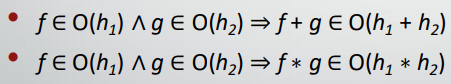 • f ∈ O(h₁) ∧ g ∈ O(h₂) ⇒ f + g ∈ O(h₁ + h₂)
• f ∈ O(h₁) ∧ g ∈ O(h₂) ⇒ f * g ∈ O(h₁ * h₂)